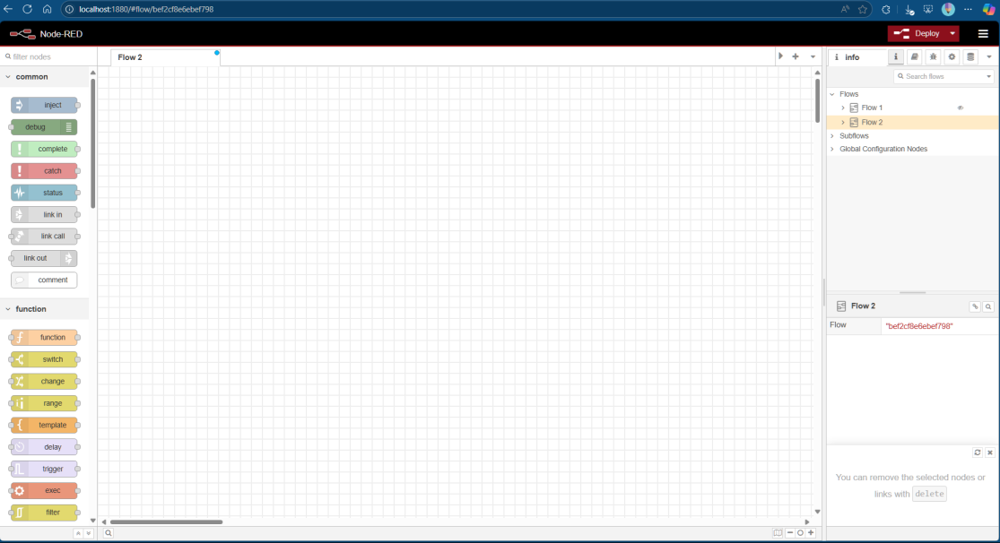 localhost:1880/#flow/bef2cf8e6ebef798
Node-RED
Deploy
filter nodes
Flow 2
info
common
Search flows
inject
debug
complete
catch
status
link in
link call
link out
comment
function
function
switch
change
range
template
delay
trigger
exec
filter
Flows
Flow 1
Flow 2
Subflows
Global Configuration Nodes
Flow 2
Flow "bef2cf8e6ebef798"
You can remove the selected nodes or
links with delete